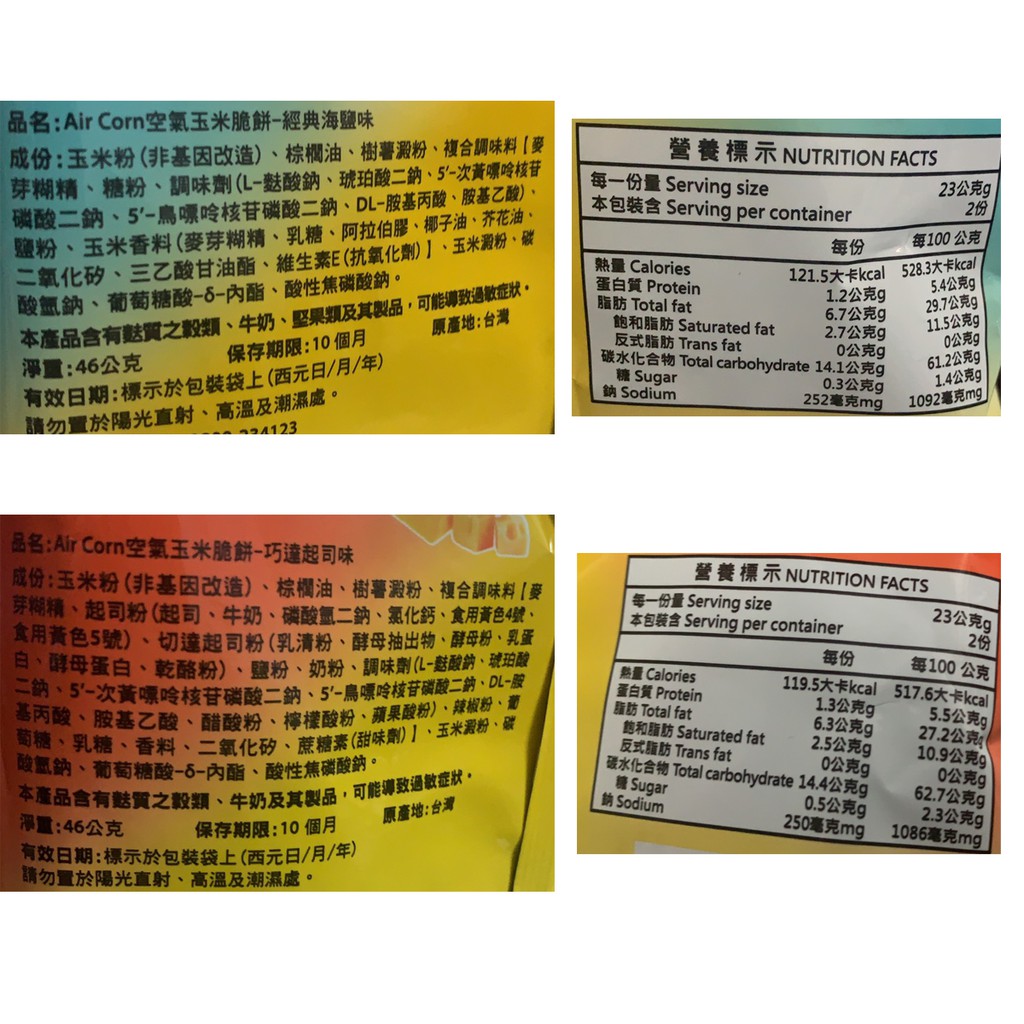 品名:Air Corn空氣玉米脆餅-經典海鹽味
成份:玉米粉(非基因改造)、棕櫚油、樹薯澱粉、複合調味料【麥
芽糊精、糖粉、調味劑(L-麩酸鈉、琥珀酸二鈉、5'-次黃嘌呤核苷
磷酸二鈉、5'-鳥嘌呤核苷磷酸二鈉、DL-胺基丙酸、胺基乙酸)、
鹽粉、玉米香料(麥芽糊精、乳糖、阿拉伯膠、椰子油、芥花油、
二氧化矽、三乙酸甘油酯、維生素E(抗氧化劑)】、玉米澱粉、碳
酸氫鈉、葡萄糖酸-δ-內酯、酸性焦磷酸鈉。
本產品含有麩質之穀類、牛奶、堅果類及其製品,可能導致過敏症狀。
淨重:46公克 保存期限:10個月 原產地:台灣
有效日期:標示於包裝袋上(西元日/月/年)
請勿置於陽光直射、高溫及潮濕處。
234123
營養標示 NUTRITION FACTS
每一份量 Serving size 23公克g
本包裝含 Serving per container 2份
每份 每100公克
熱量 Calories 121.5大卡kcal 528.3大卡kcal
蛋白質 Protein 1.2公克g 5.4公克g
脂肪 Total fat 6.7公克g 29.7公克g
飽和脂肪 Saturated fat 2.7公克g 11.5公克g
反式脂肪 Trans fat 0公克g 0公克g
碳水化合物 Total carbohydrate 14.1公克g 61.2公克g
糖 Sugar 0.3公克g 1.4公克g
鈉 Sodium 252毫克mg 1092毫克mg
品名:Air Corn空氣玉米脆餅-巧達起司味
成份:玉米粉(非基因改造)、棕櫚油、樹薯澱粉、複合調味料【麥
芽糊精、起司粉(起司、牛奶、磷酸氫二鈉、氯化鈣、食用黃色4號、
食用黃色5號)、切達起司粉(乳清粉、酵母抽出物、酵母粉、乳蛋
白、酵母蛋白、乾酪粉)、鹽粉、奶粉、調味劑(L-麩酸鈉、琥珀酸
二鈉、5'-次黃嘌呤核苷磷酸二鈉、5'-鳥嘌呤核苷磷酸二鈉、DL-胺
基丙酸、胺基乙酸、醋酸粉、檸檬酸粉、蘋果酸粉)、辣椒粉、葡
萄糖、乳糖、香料、二氧化矽、蔗糖素(甜味劑)】、玉米澱粉、碳
酸氫鈉、葡萄糖酸-δ-內酯、酸性焦磷酸鈉。
本產品含有麩質之穀類、牛奶及其製品,可能導致過敏症狀。
淨重:46公克 保存期限:10個月 原產地:台灣
有效日期:標示於包裝袋上(西元日/月/年)
請勿置於陽光直射、高溫及潮濕處。
營養標示 NUTRITION FACTS
每一份量 Serving size 23公克g
本包裝含 Serving per container 2份
每份 每100公克
熱量 Calories 119.5大卡kcal 517.6大卡kcal
蛋白質 Protein 1.3公克g 5.5公克g
脂肪 Total fat 6.3公克g 27.2公克g
飽和脂肪 Saturated fat 2.5公克g 10.9公克g
反式脂肪 Trans fat 0公克g 0公克g
碳水化合物 Total carbohydrate 14.4公克g 62.7公克g
糖 Sugar 0.5公克g 2.3公克g
鈉 Sodium 250毫克mg 1086毫克mg